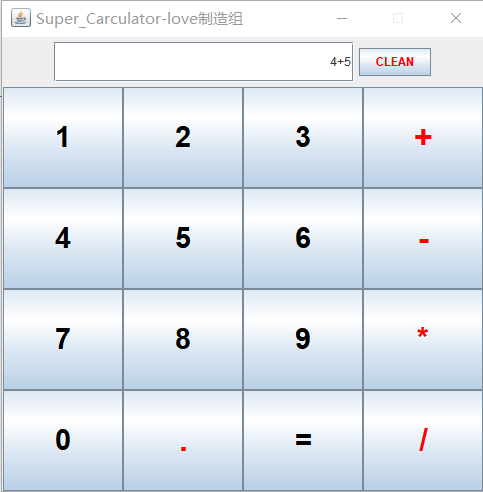 Super_Carculator-love制造组
4+5 CLEAN
1 2 3 +
4 5 6 -
7 8 9 *
0 . = /